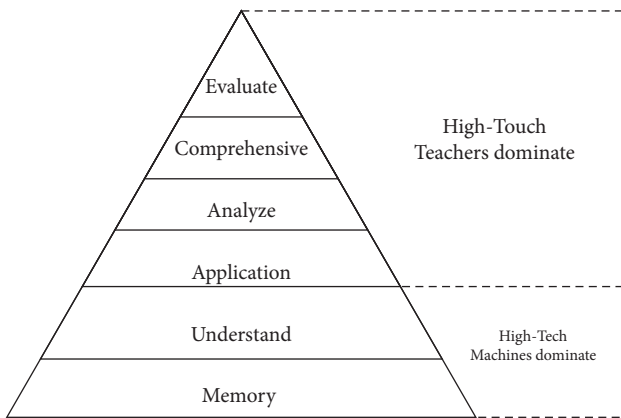 Evaluate
Comprehensive
High-Touch
Teachers dominate
Analyze
Application
Understand
High-Tech
Machines dominate
Memory